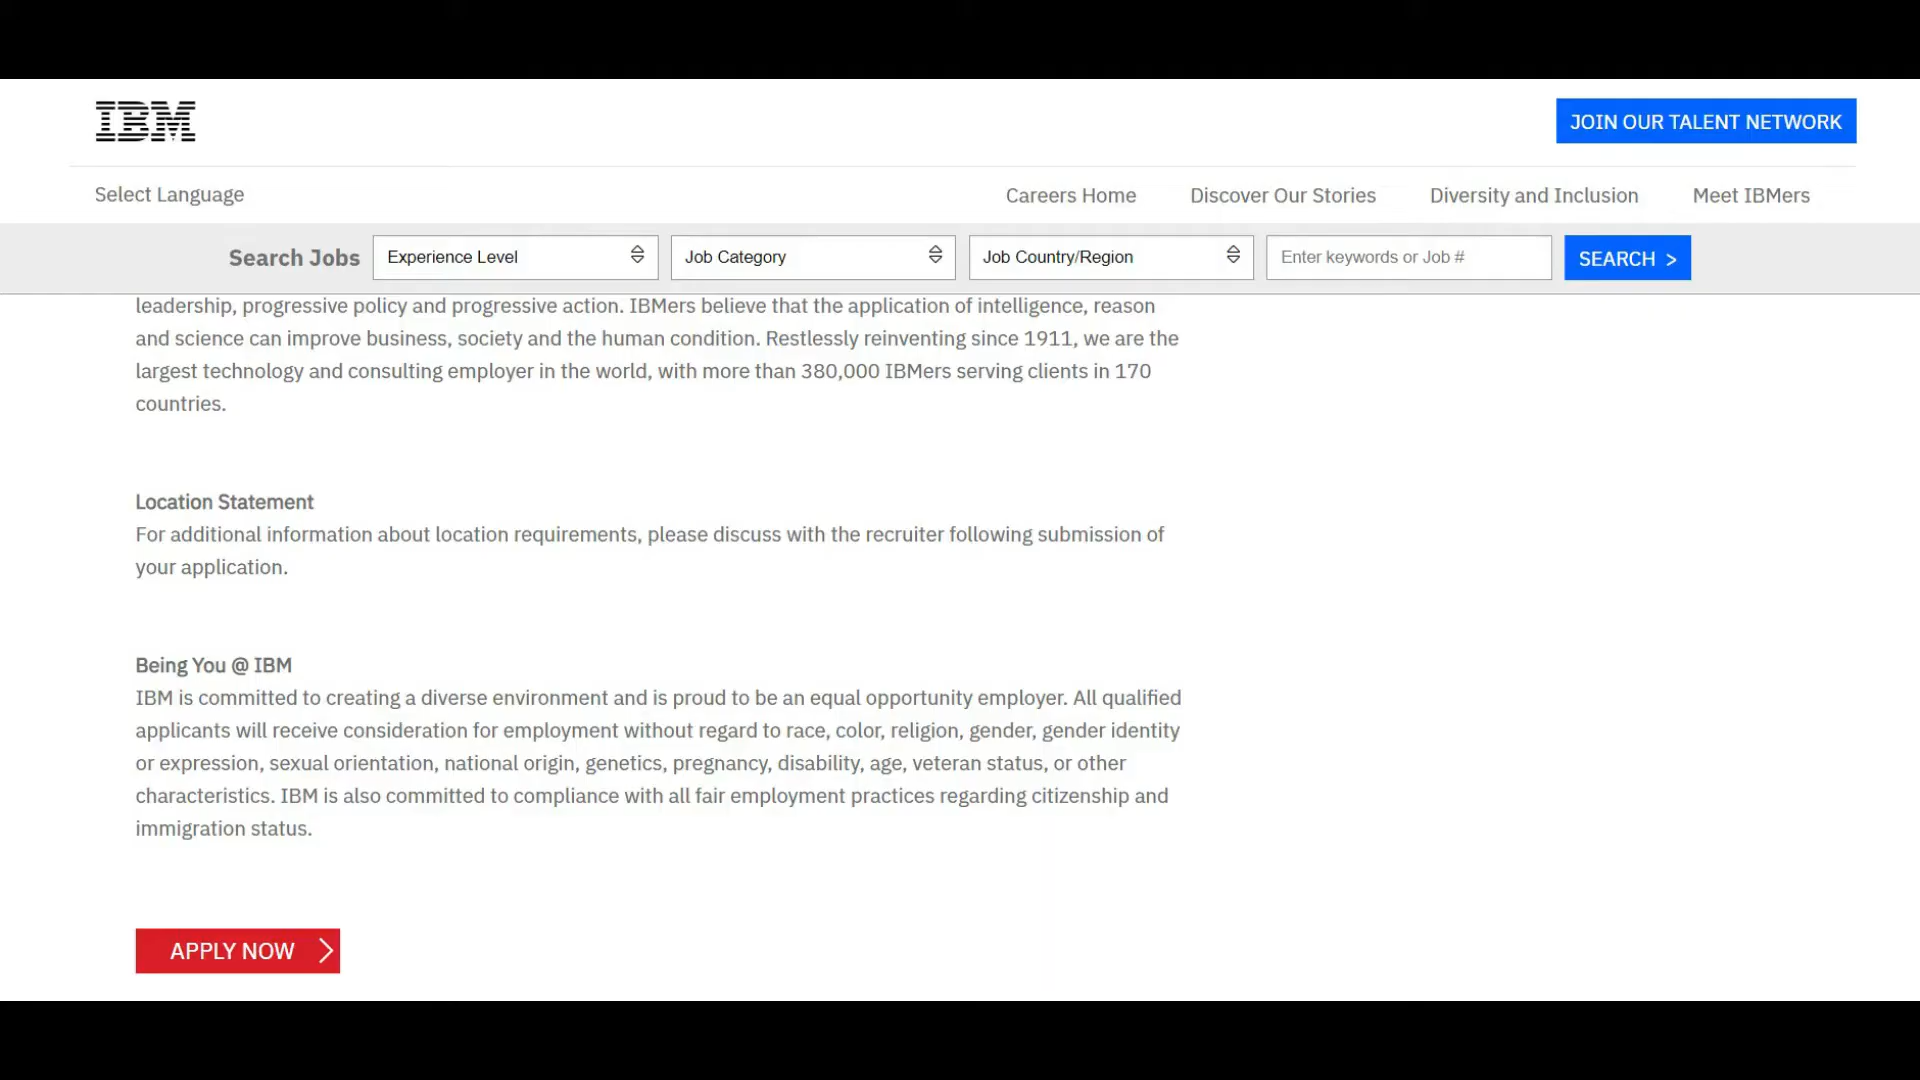 IBM
JOIN OUR TALENT NETWORK
Select Language
Careers Home
Discover Our Stories
Diversity and Inclusion
Meet IBMers
Search Jobs
Experience Level
Job Category
Job Country/Region
Enter keywords or Job #
SEARCH >
leadership, progressive policy and progressive action. IBMers believe that the application of intelligence, reason
and science can improve business, society and the human condition. Restlessly reinventing since 1911, we are the
largest technology and consulting employer in the world, with more than 380,000 IBMers serving clients in 170
countries.
Location Statement
For additional information about location requirements, please discuss with the recruiter following submission of
your application.
Being You @ IBM
IBM is committed to creating a diverse environment and is proud to be an equal opportunity employer. All qualified
applicants will receive consideration for employment without regard to race, color, religion, gender, gender identity
or expression, sexual orientation, national origin, genetics, pregnancy, disability, age, veteran status, or other
characteristics. IBM is also committed to compliance with all fair employment practices regarding citizenship and
immigration status.
APPLY NOW